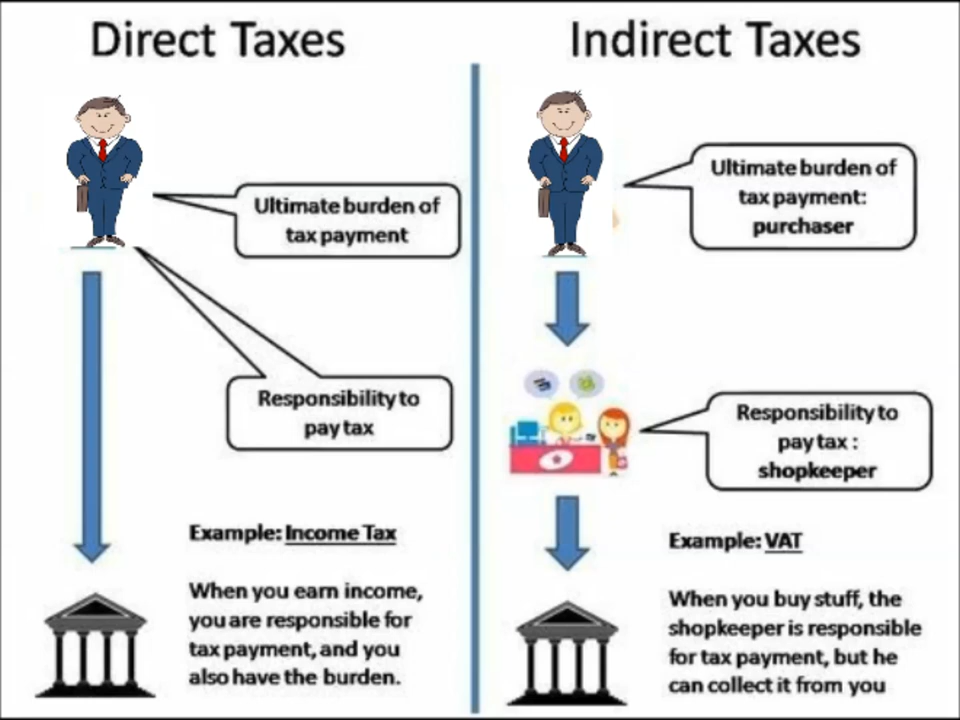 Direct Taxes
Ultimate burden of
tax payment
Responsibility to
pay tax
Example: Income Tax
When you earn income,
you are responsible for
tax payment, and you
also have the burden.
Indirect Taxes
Ultimate burden of
tax payment:
purchaser
Responsibility to
pay tax :
shopkeeper
Example: VAT
When you buy stuff, the
shopkeeper is responsible
for tax payment, but he
can collect it from you